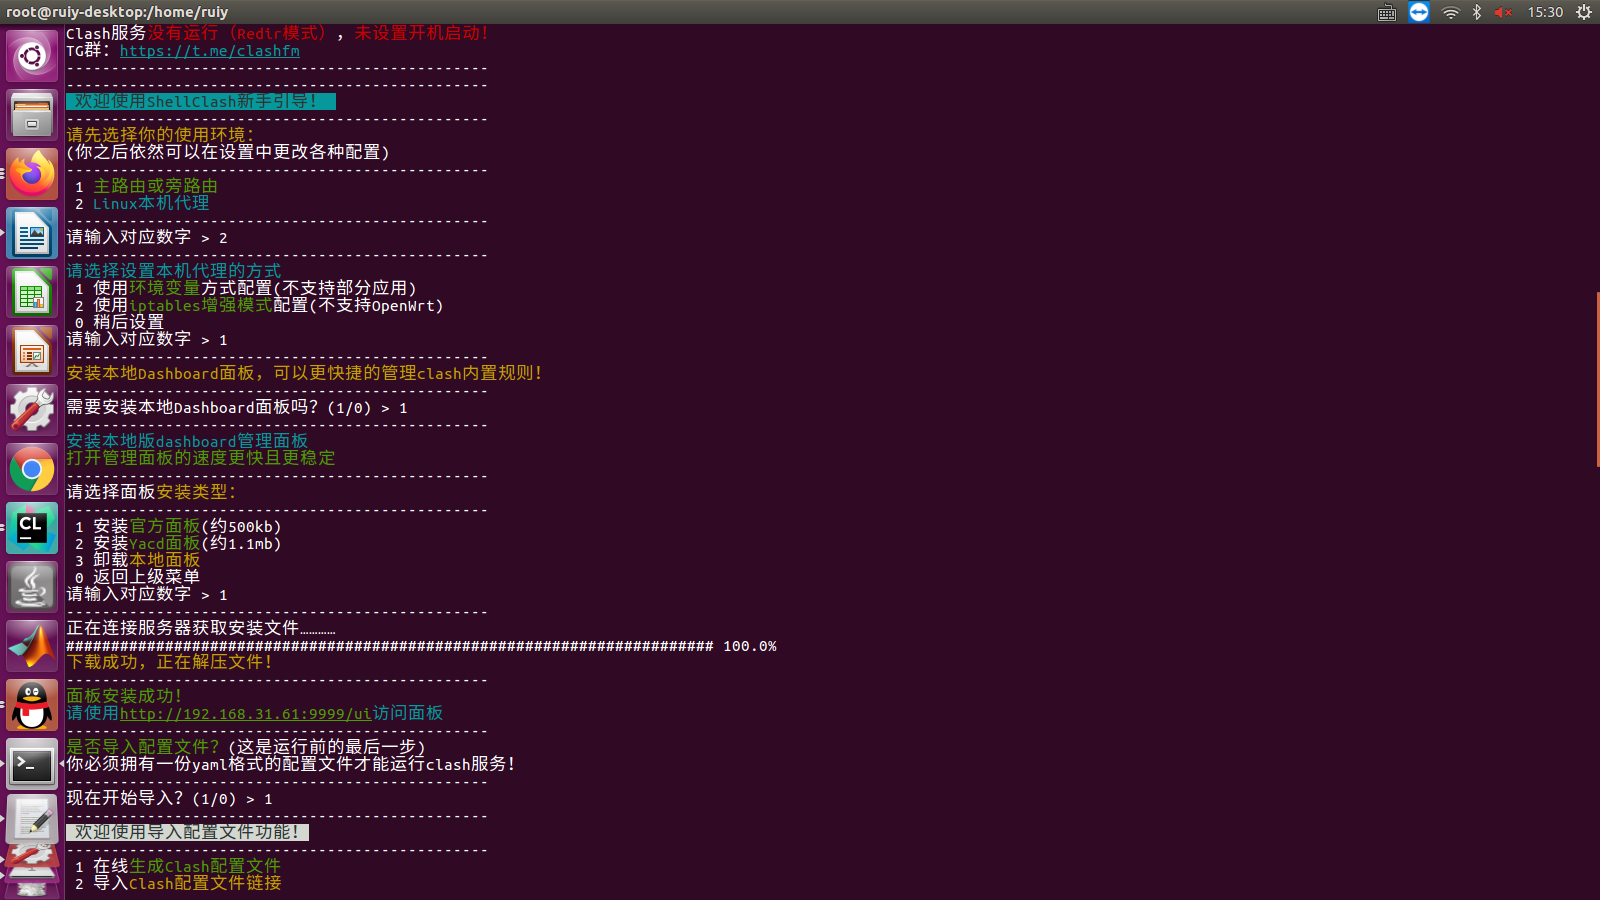 root@ruiy-desktop:/home/ruiy
15:30
Clash服务没有运行（Redir模式），未设置开机启动！
TG群：https://t.me/clashfm
-----------------------------------------------
-----------------------------------------------
欢迎使用ShellClash新手引导！
-----------------------------------------------
请先选择你的使用环境：
(你之后依然可以在设置中更改各种配置)
-----------------------------------------------
1 主路由或旁路由
2 Linux本机代理
-----------------------------------------------
请输入对应数字 > 2
-----------------------------------------------
请选择设置本机代理的方式
1 使用环境变量方式配置(不支持部分应用)
2 使用iptables增强模式配置(不支持OpenWrt)
0 稍后设置
请输入对应数字 > 1
-----------------------------------------------
安装本地Dashboard面板，可以更快捷的管理clash内置规则！
-----------------------------------------------
需要安装本地Dashboard面板吗？(1/0) > 1
-----------------------------------------------
安装本地版dashboard管理面板
打开管理面板的速度更快且更稳定
-----------------------------------------------
请选择面板安装类型：
-----------------------------------------------
1 安装官方面板(约500kb)
2 安装Yacd面板(约1.1mb)
3 卸载本地面板
0 返回上级菜单
请输入对应数字 > 1
-----------------------------------------------
正在连接服务器获取安装文件…………
######################################################################## 100.0%
下载成功，正在解压文件！
-----------------------------------------------
面板安装成功！
请使用http://192.168.31.61:9999/ui访问面板
-----------------------------------------------
是否导入配置文件？(这是运行前的最后一步)
你必须拥有一份yaml格式的配置文件才能运行clash服务！
-----------------------------------------------
现在开始导入？(1/0) > 1
-----------------------------------------------
欢迎使用导入配置文件功能！
-----------------------------------------------
1 在线生成Clash配置文件
2 导入Clash配置文件链接
CL